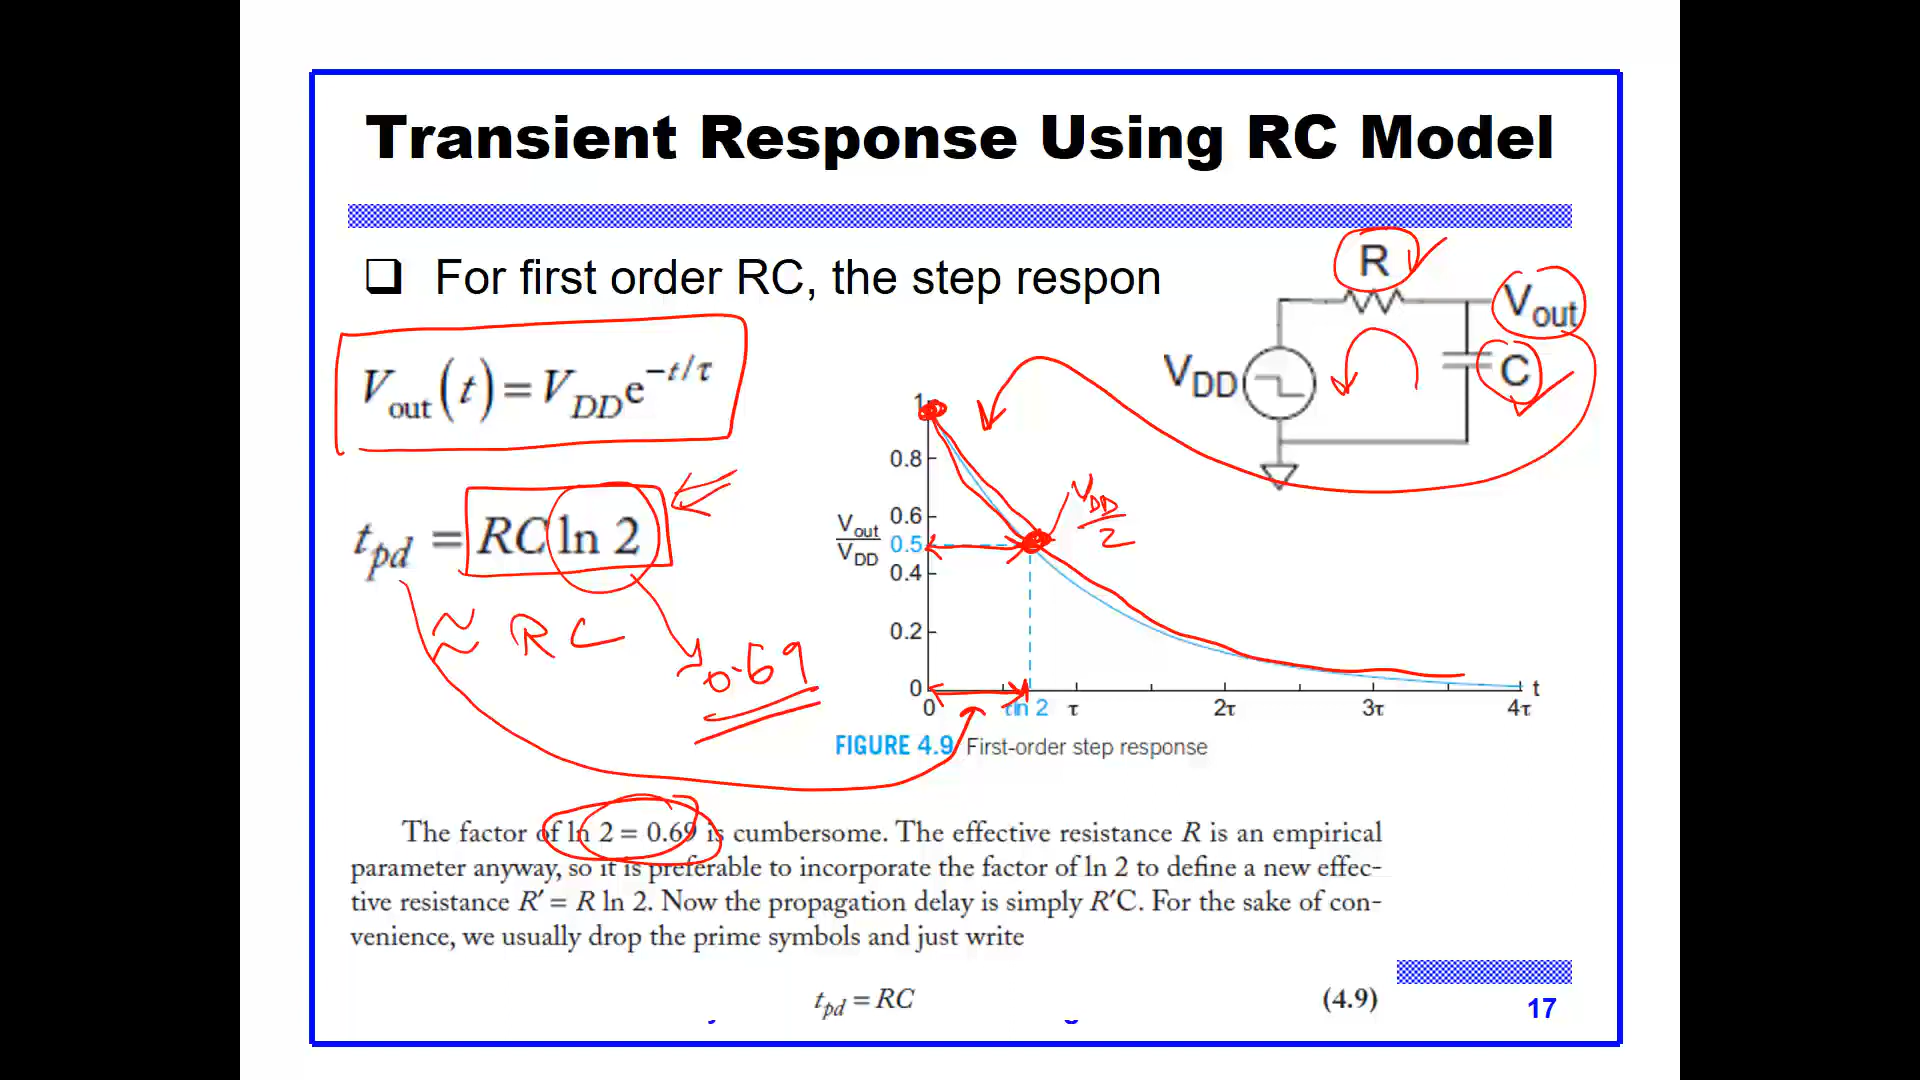 Transient Response Using RC Model
❑ For first order RC, the step respon
R
Vout
VDD
C
Vout(t) = VDD e^−t/τ
tpd = RC ln 2
≈ RC
0.69
VDD/2
1
0.8
0.6
Vout/VDD
0.5
0.4
0.2
0
0 τln 2 τ 2τ 3τ 4τ
t
FIGURE 4.9 First-order step response
The factor of ln 2 = 0.69 is cumbersome. The effective resistance R is an empirical
parameter anyway, so it is preferable to incorporate the factor of ln 2 to define a new effec-
tive resistance R′ = R ln 2. Now the propagation delay is simply R′C. For the sake of con-
venience, we usually drop the prime symbols and just write
tpd = RC (4.9)
17